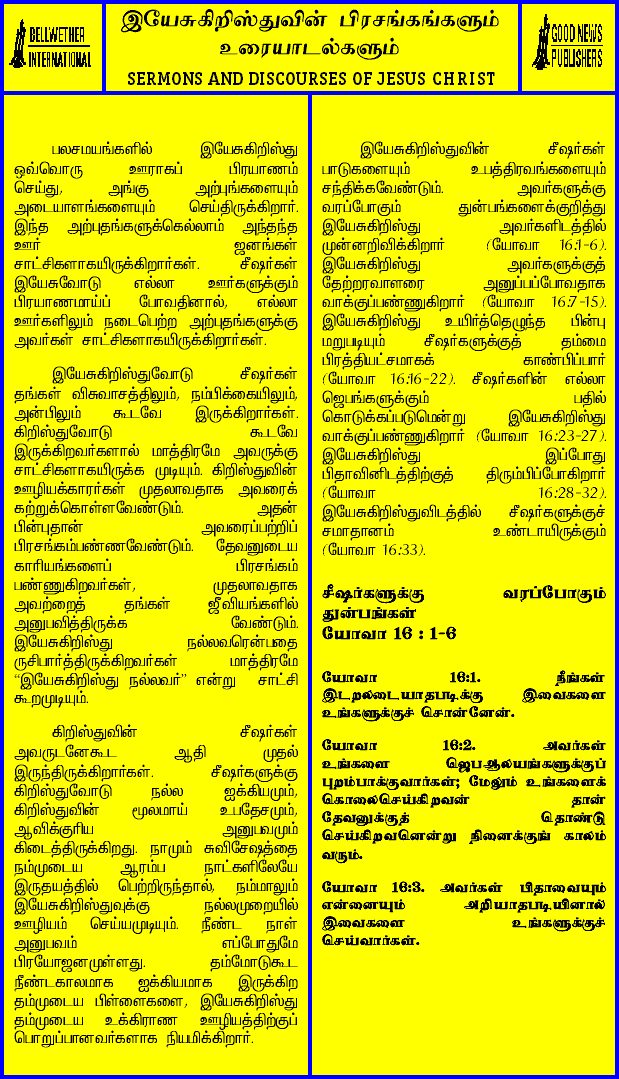 BELLWETHER
INTERNATIONAL
இயேசுகிறிஸ்துவின் பிரசங்கங்களும்
உரையாடல்களும்
SERMONS AND DISCOURSES OF JESUS CHRIST
GOOD NEWS
PUBLISHERS
பலசமயங்களில் இயேசுகிறிஸ்து
ஒவ்வொரு ஊராகப் பிரயாணம்
செய்து, அங்கு அற்புங்களையும்
அடையாளங்களையும் செய்திருக்கிறார்.
இந்த அற்புதங்களுக்கெல்லாம் அந்தந்த
ஊர் ஜனங்கள்
சாட்சிகளாகயிருக்கிறார்கள். சீஷர்கள்
இயேசுவோடு எல்லா ஊர்களுக்கும்
பிரயாணமாய்ப் போவதினால், எல்லா
ஊர்களிலும் நடைபெற்ற அற்புதங்களுக்கு
அவர்கள் சாட்சிகளாகயிருக்கிறார்கள்.
இயேசுகிறிஸ்துவோடு சீஷர்கள்
தங்கள் விசுவாசத்திலும், நம்பிக்கையிலும்,
அன்பிலும் கூடவே இருக்கிறார்கள்.
கிறிஸ்துவோடு கூடவே
இருக்கிறவர்களால் மாத்திரமே அவருக்கு
சாட்சிகளாகயிருக்க முடியும். கிறிஸ்துவின்
ஊழியக்காரர்கள் முதலாவதாக அவரைக்
கற்றுக்கொள்ளவேண்டும். அதன்
பின்புதான் அவரைப்பற்றிப்
பிரசங்கம்பண்ணவேண்டும். தேவனுடைய
காரியங்களைப் பிரசங்கம்
பண்ணுகிறவர்கள், முதலாவதாக
அவற்றைத் தங்கள் ஜீவியங்களில்
அனுபவித்திருக்க வேண்டும்.
இயேசுகிறிஸ்து நல்லவரென்பதை
ருசிபார்த்திருக்கிறவர்கள் மாத்திரமே
“இயேசுகிறிஸ்து நல்லவர்” என்று சாட்சி
கூறமுடியும்.
கிறிஸ்துவின் சீஷர்கள்
அவருடனேகூட ஆதி முதல்
இருந்திருக்கிறார்கள். சீஷர்களுக்கு
கிறிஸ்துவோடு நல்ல ஐக்கியமும்,
கிறிஸ்துவின் மூலமாய் உபதேசமும்,
ஆவிக்குரிய அனுபவமும்
கிடைத்திருக்கிறது. நாமும் சுவிசேஷத்தை
நம்முடைய ஆரம்ப நாட்களிலேயே
இருதயத்தில் பெற்றிருந்தால், நம்மாலும்
இயேசுகிறிஸ்துவுக்கு நல்லமுறையில்
ஊழியம் செய்யமுடியும். நீண்ட நாள்
அனுபவம் எப்போதுமே
பிரயோஜனமுள்ளது. தம்மோடுகூட
நீண்டகாலமாக ஐக்கியமாக இருக்கிற
தம்முடைய பிள்ளைகளை, இயேசுகிறிஸ்து
தம்முடைய உக்கிராண ஊழியத்திற்குப்
பொறுப்பானவர்களாக நியமிக்கிறார்.
இயேசுகிறிஸ்துவின் சீஷர்கள்
பாடுகளையும் உபத்திரவங்களையும்
சந்திக்கவேண்டும். அவர்களுக்கு
வரப்போகும் துன்பங்களைக்குறித்து
இயேசுகிறிஸ்து அவர்களிடத்தில்
முன்னறிவிக்கிறார் (யோவா 16:1-6).
இயேசுகிறிஸ்து அவர்களுக்குத்
தேற்றரவாளரை அனுப்பப்போவதாக
வாக்குப்பண்ணுகிறார் (யோவா 16:7-15).
இயேசுகிறிஸ்து உயிர்த்தெழுந்த பின்பு
மறுபடியும் சீஷர்களுக்குத் தம்மை
பிரத்தியட்சமாகக் காண்பிப்பார்
(யோவா 16:16-22). சீஷர்களின் எல்லா
ஜெபங்களுக்கும் பதில்
கொடுக்கப்படுமென்று இயேசுகிறிஸ்து
வாக்குப்பண்ணுகிறார் (யோவா 16:23-27).
இயேசுகிறிஸ்து இப்போது
பிதாவினிடத்திற்குத் திரும்பிப்போகிறார்
(யோவா 16:28-32).
இயேசுகிறிஸ்துவிடத்தில் சீஷர்களுக்குச்
சமாதானம் உண்டாயிருக்கும்
(யோவா 16:33).
சீஷர்களுக்கு வரப்போகும்
துன்பங்கள்
யோவா 16 : 1-6
யோவா 16:1. நீங்கள்
இடறலடையாதபடிக்கு இவைகளை
உங்களுக்குச் சொன்னேன்.
யோவா 16:2. அவர்கள்
உங்களை ஜெபஆலயங்களுக்குப்
புறம்பாக்குவார்கள்; மேலும் உங்களைக்
கொலைசெய்கிறவன் தான்
தேவனுக்குத் தொண்டு
செய்கிறவனென்று நினைக்குங் காலம்
வரும்.
யோவா 16:3. அவர்கள் பிதாவையும்
என்னையும் அறியாதபடியினால்
இவைகளை உங்களுக்குச்
செய்வார்கள்.